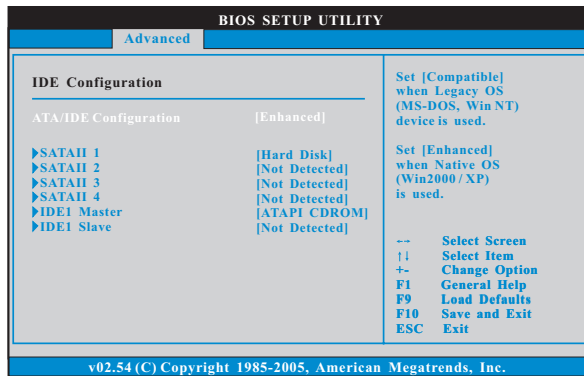 BIOS SETUP UTILITY
Advanced
IDE Configuration
ATA/IDE Configuration [Enhanced]
SATAII 1 [Hard Disk]
SATAII 2 [Not Detected]
SATAII 3 [Not Detected]
SATAII 4 [Not Detected]
IDE1 Master [ATAPI CDROM]
IDE1 Slave [Not Detected]
Set [Compatible]
when Legacy OS
(MS-DOS, Win NT)
device is used.
Set [Enhanced]
when Native OS
(Win2000 / XP)
is used.
←→ Select Screen
↑↓ Select Item
+- Change Option
F1 General Help
F9 Load Defaults
F10 Save and Exit
ESC Exit
v02.54 (C) Copyright 1985-2005, American Megatrends, Inc.